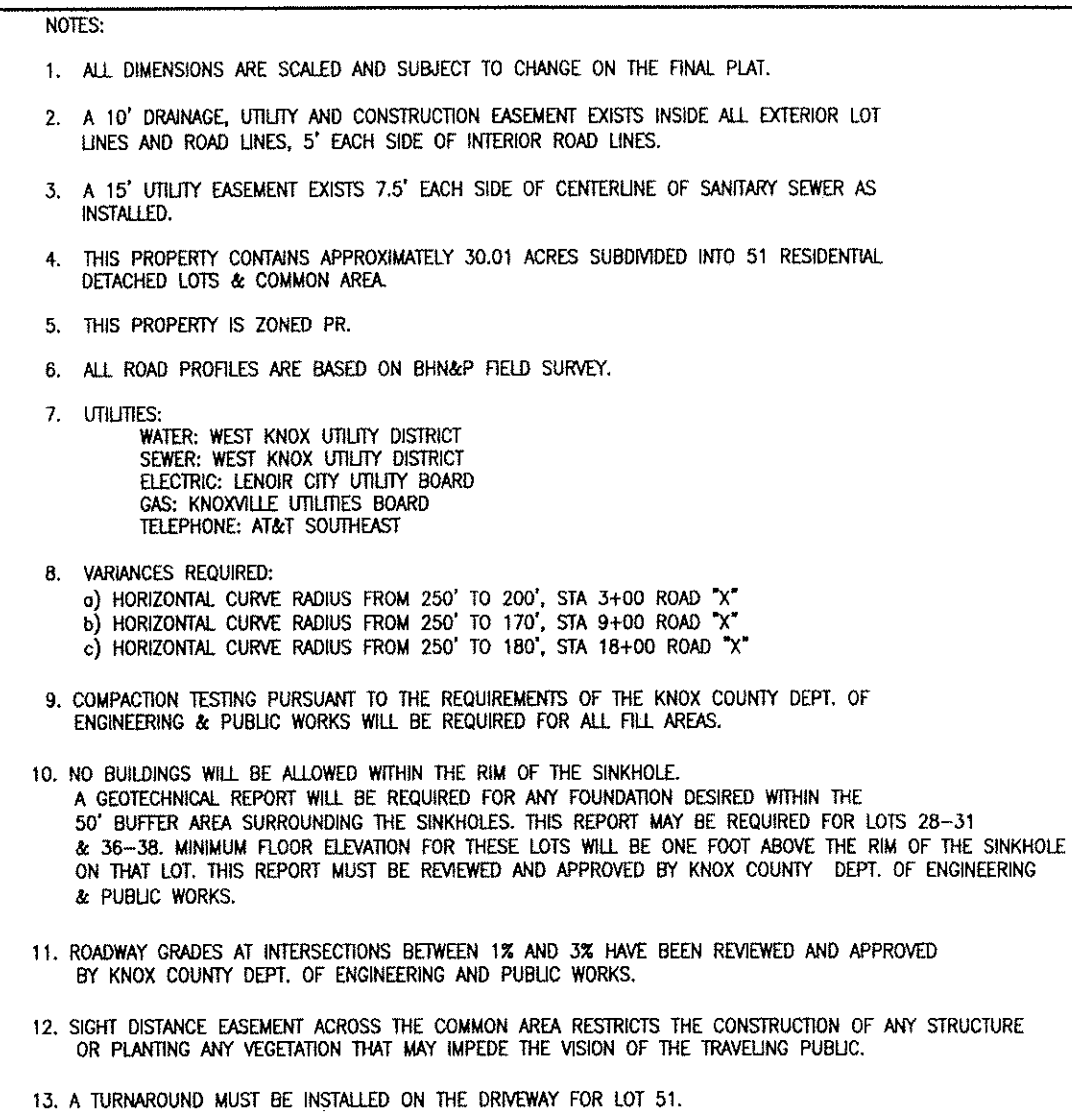 NOTES:
1. ALL DIMENSIONS ARE SCALED AND SUBJECT TO CHANGE ON THE FINAL PLAT.
2. A 10' DRAINAGE, UTILITY AND CONSTRUCTION EASEMENT EXISTS INSIDE ALL EXTERIOR LOT
LINES AND ROAD LINES, 5' EACH SIDE OF INTERIOR ROAD LINES.
3. A 15' UTILITY EASEMENT EXISTS 7.5' EACH SIDE OF CENTERLINE OF SANITARY SEWER AS
INSTALLED.
4. THIS PROPERTY CONTAINS APPROXIMATELY 30.01 ACRES SUBDIVIDED INTO 51 RESIDENTIAL
DETACHED LOTS & COMMON AREA.
5. THIS PROPERTY IS ZONED PR.
6. ALL ROAD PROFILES ARE BASED ON BHN&P FIELD SURVEY.
7. UTILITIES:
WATER: WEST KNOX UTILITY DISTRICT
SEWER: WEST KNOX UTILITY DISTRICT
ELECTRIC: LENOIR CITY UTILITY BOARD
GAS: KNOXVILLE UTILITIES BOARD
TELEPHONE: AT&T SOUTHEAST
8. VARIANCES REQUIRED:
a) HORIZONTAL CURVE RADIUS FROM 250' TO 200', STA 3+00 ROAD "X"
b) HORIZONTAL CURVE RADIUS FROM 250' TO 170', STA 9+00 ROAD "X"
c) HORIZONTAL CURVE RADIUS FROM 250' TO 180', STA 18+00 ROAD "X"
9. COMPACTION TESTING PURSUANT TO THE REQUIREMENTS OF THE KNOX COUNTY DEPT. OF
ENGINEERING & PUBLIC WORKS WILL BE REQUIRED FOR ALL FILL AREAS.
10. NO BUILDINGS WILL BE ALLOWED WITHIN THE RIM OF THE SINKHOLE.
A GEOTECHNICAL REPORT WILL BE REQUIRED FOR ANY FOUNDATION DESIRED WITHIN THE
50' BUFFER AREA SURROUNDING THE SINKHOLES. THIS REPORT MAY BE REQUIRED FOR LOTS 28-31
& 36-38. MINIMUM FLOOR ELEVATION FOR THESE LOTS WILL BE ONE FOOT ABOVE THE RIM OF THE SINKHOLE
ON THAT LOT. THIS REPORT MUST BE REVIEWED AND APPROVED BY KNOX COUNTY DEPT. OF ENGINEERING
& PUBLIC WORKS.
11. ROADWAY GRADES AT INTERSECTIONS BETWEEN 1% AND 3% HAVE BEEN REVIEWED AND APPROVED
BY KNOX COUNTY DEPT. OF ENGINEERING AND PUBLIC WORKS.
12. SIGHT DISTANCE EASEMENT ACROSS THE COMMON AREA RESTRICTS THE CONSTRUCTION OF ANY STRUCTURE
OR PLANTING ANY VEGETATION THAT MAY IMPEDE THE VISION OF THE TRAVELING PUBLIC.
13. A TURNAROUND MUST BE INSTALLED ON THE DRIVEWAY FOR LOT 51.